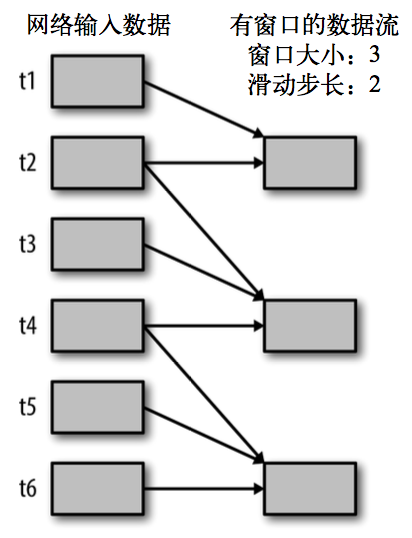 网络输入数据
有窗口的数据流
窗口大小：3
滑动步长：2
t1
t2
t3
t4
t5
t6